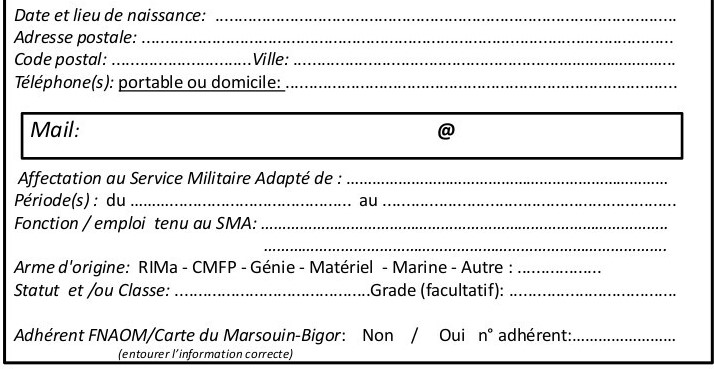 Date et lieu de naissance: ..........................................................................................
Adresse postale: ........................................................................................................
Code postal: ..............................Ville: ..........................................................................
Téléphone(s): portable ou domicile: ............................................................................
Mail: @
Affectation au Service Militaire Adapté de : ...............................................................
Période(s) : du ........................................... au .........................................................
Fonction / emploi tenu au SMA: ................................................................................
...............................................................................
Arme d'origine: RIMa - CMFP - Génie - Matériel - Marine - Autre : ..................
Statut et /ou Classe: ......................................Grade (facultatif): .................................
Adhérent FNAOM/Carte du Marsouin-Bigor: Non / Oui n° adhérent:.......................
(entourer l'information correcte)